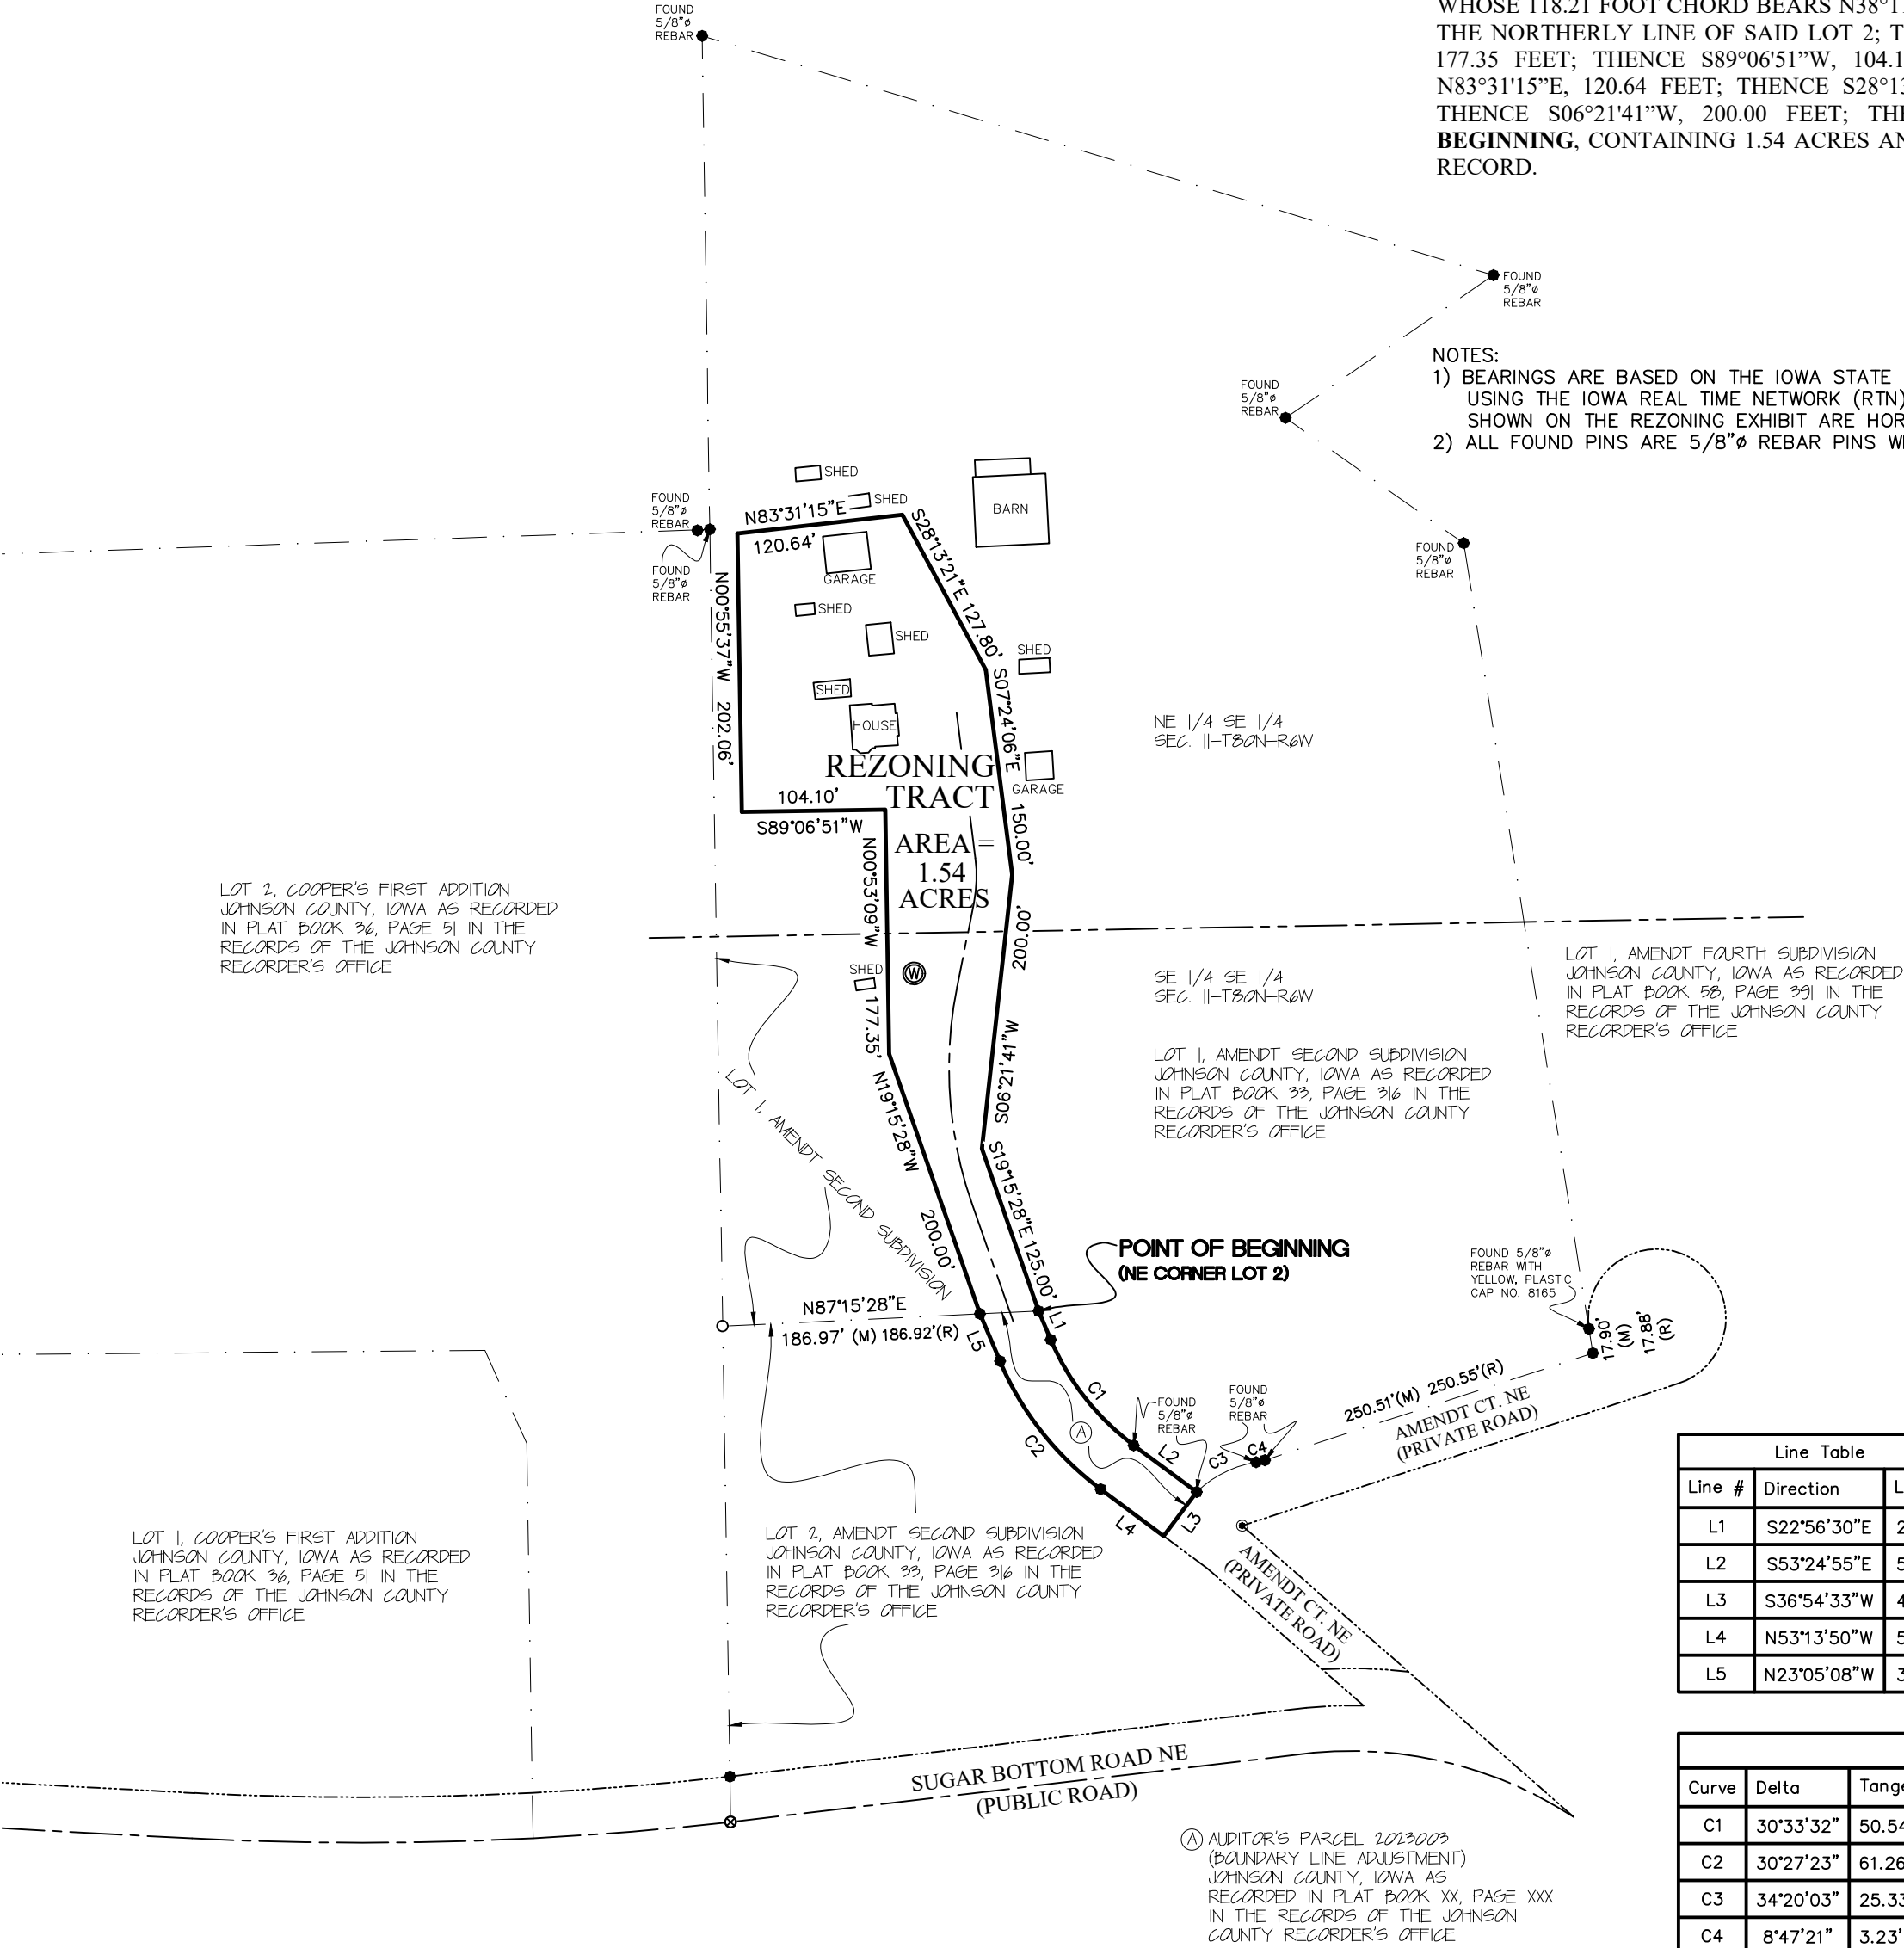 WHOSE 118.21 FOOT CHORD BEARS N38°1
THE NORTHERLY LINE OF SAID LOT 2; T
177.35 FEET; THENCE S89°06'51”W, 104.1
N83°31'15”E, 120.64 FEET; THENCE S28°13
THENCE S06°21'41”W, 200.00 FEET; THE
BEGINNING, CONTAINING 1.54 ACRES AN
RECORD.
FOUND
5/8"ø
REBAR
FOUND
5/8"ø
REBAR
NOTES:
1) BEARINGS ARE BASED ON THE IOWA STATE
USING THE IOWA REAL TIME NETWORK (RTN)
SHOWN ON THE REZONING EXHIBIT ARE HOR
2) ALL FOUND PINS ARE 5/8"ø REBAR PINS W
FOUND
5/8"ø
REBAR
FOUND
5/8"ø
REBAR
FOUND
5/8"ø
REBAR
FOUND
5/8"ø
REBAR
SHED
SHED
BARN
N83°31'15"E
120.64'
GARAGE
S28°13'21"E 127.80'
SHED
SHED
SHED
SHED
HOUSE
N00°55'37"W 202.06'
S07°24'06"E 150.00'
GARAGE
REZONING
TRACT
AREA =
1.54
ACRES
104.10'
S89°06'51"W
N00°53'09"W 177.35'
NE 1/4 SE 1/4
SEC. 11-T80N-R6W
LOT 2, COOPER'S FIRST ADDITION
JOHNSON COUNTY, IOWA AS RECORDED
IN PLAT BOOK 36, PAGE 51 IN THE
RECORDS OF THE JOHNSON COUNTY
RECORDER'S OFFICE
S06°21'41"W 200.00'
SHED
W
SE 1/4 SE 1/4
SEC. 11-T80N-R6W
LOT 1, AMENDT FOURTH SUBDIVISION
JOHNSON COUNTY, IOWA AS RECORDED
IN PLAT BOOK 58, PAGE 391 IN THE
RECORDS OF THE JOHNSON COUNTY
RECORDER'S OFFICE
LOT 1, AMENDT SECOND SUBDIVISION
JOHNSON COUNTY, IOWA AS RECORDED
IN PLAT BOOK 33, PAGE 316 IN THE
RECORDS OF THE JOHNSON COUNTY
RECORDER'S OFFICE
LOT 1, AMENDT SECOND SUBDIVISION
N19°15'28"W 200.00'
S19°15'28"E 125.00'
POINT OF BEGINNING
(NE CORNER LOT 2)
FOUND 5/8"ø
REBAR WITH
YELLOW, PLASTIC
CAP NO. 8165
N87°15'28"E
186.97' (M) 186.92'(R)
L1
L5
17.90'
(M)
17.88'
(R)
C1
C2
A
FOUND
5/8"ø
REBAR
FOUND
5/8"ø
REBAR
L2
C3
C4
L3
L4
250.51'(M) 250.55'(R)
AMENDT CT. NE
(PRIVATE ROAD)
AMENDT CT. NE
(PRIVATE ROAD)
LOT 1, COOPER'S FIRST ADDITION
JOHNSON COUNTY, IOWA AS RECORDED
IN PLAT BOOK 36, PAGE 51 IN THE
RECORDS OF THE JOHNSON COUNTY
RECORDER'S OFFICE
LOT 2, AMENDT SECOND SUBDIVISION
JOHNSON COUNTY, IOWA AS RECORDED
IN PLAT BOOK 33, PAGE 316 IN THE
RECORDS OF THE JOHNSON COUNTY
RECORDER'S OFFICE
SUGAR BOTTOM ROAD NE
(PUBLIC ROAD)
A AUDITOR'S PARCEL 2023003
(BOUNDARY LINE ADJUSTMENT)
JOHNSON COUNTY, IOWA AS
RECORDED IN PLAT BOOK XX, PAGE XXX
IN THE RECORDS OF THE JOHNSON
COUNTY RECORDER'S OFFICE
Line Table
Line # Direction L
L1 S22°56'30"E 2
L2 S53°24'55"E 5
L3 S36°54'33"W 4
L4 N53°13'50"W 5
L5 N23°05'08"W 3
Curve Delta Tange
C1 30°33'32" 50.54
C2 30°27'23" 61.26
C3 34°20'03" 25.33
C4 8°47'21" 3.23'